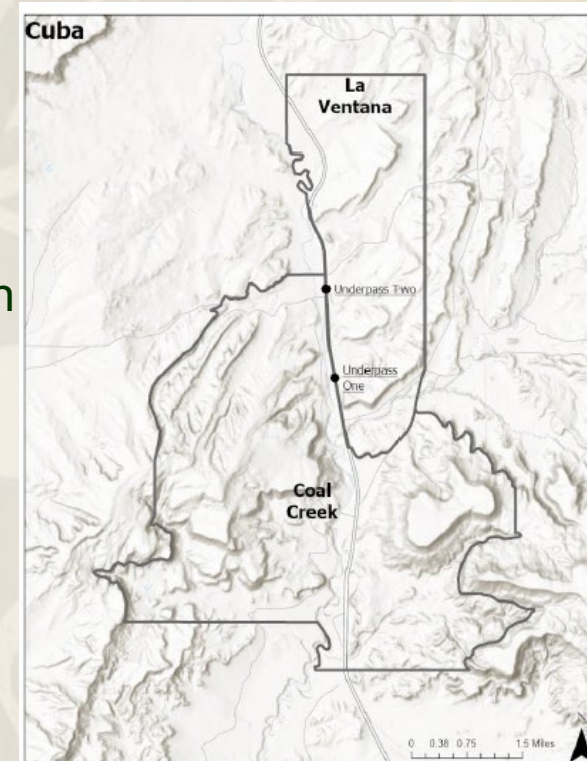 Cuba
La
Ventana
n
Underpass Two
Underpass
One
Coal
Creek
0 0.38 0.75 1.5 Miles